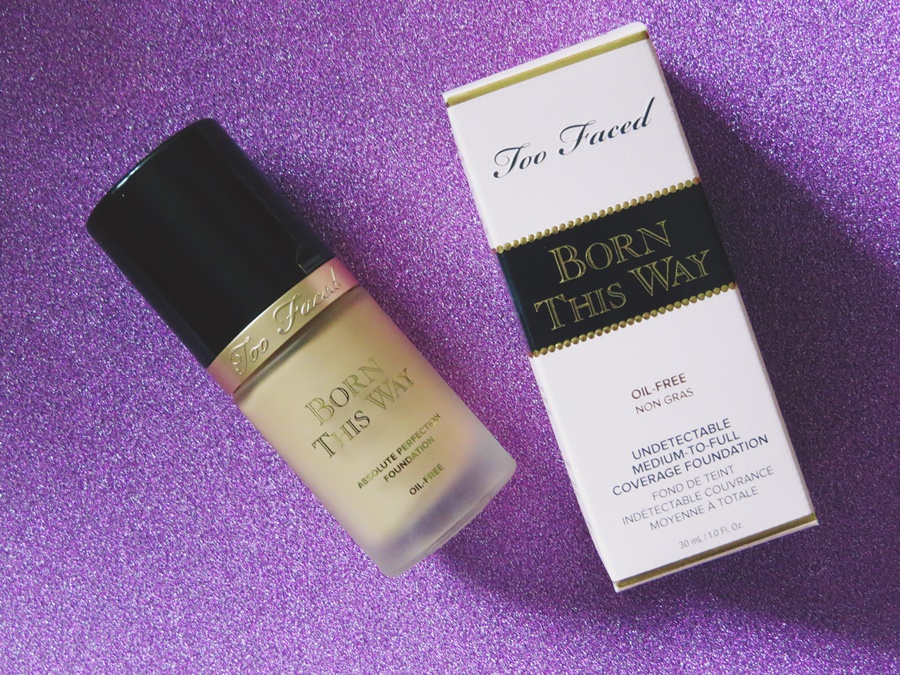 Too Faced
BORN
THIS WAY
ABSOLUTE PERFECTION
FOUNDATION
OIL-FREE
Too Faced
BORN
THIS WAY
OIL-FREE
NON GRAS
UNDETECTABLE
MEDIUM-TO-FULL
COVERAGE FOUNDATION
FOND DE TEINT
INDÉTECTABLE COUVRANCE
MOYENNE À TOTALE
30 mL / 1.0 Fl. Oz.